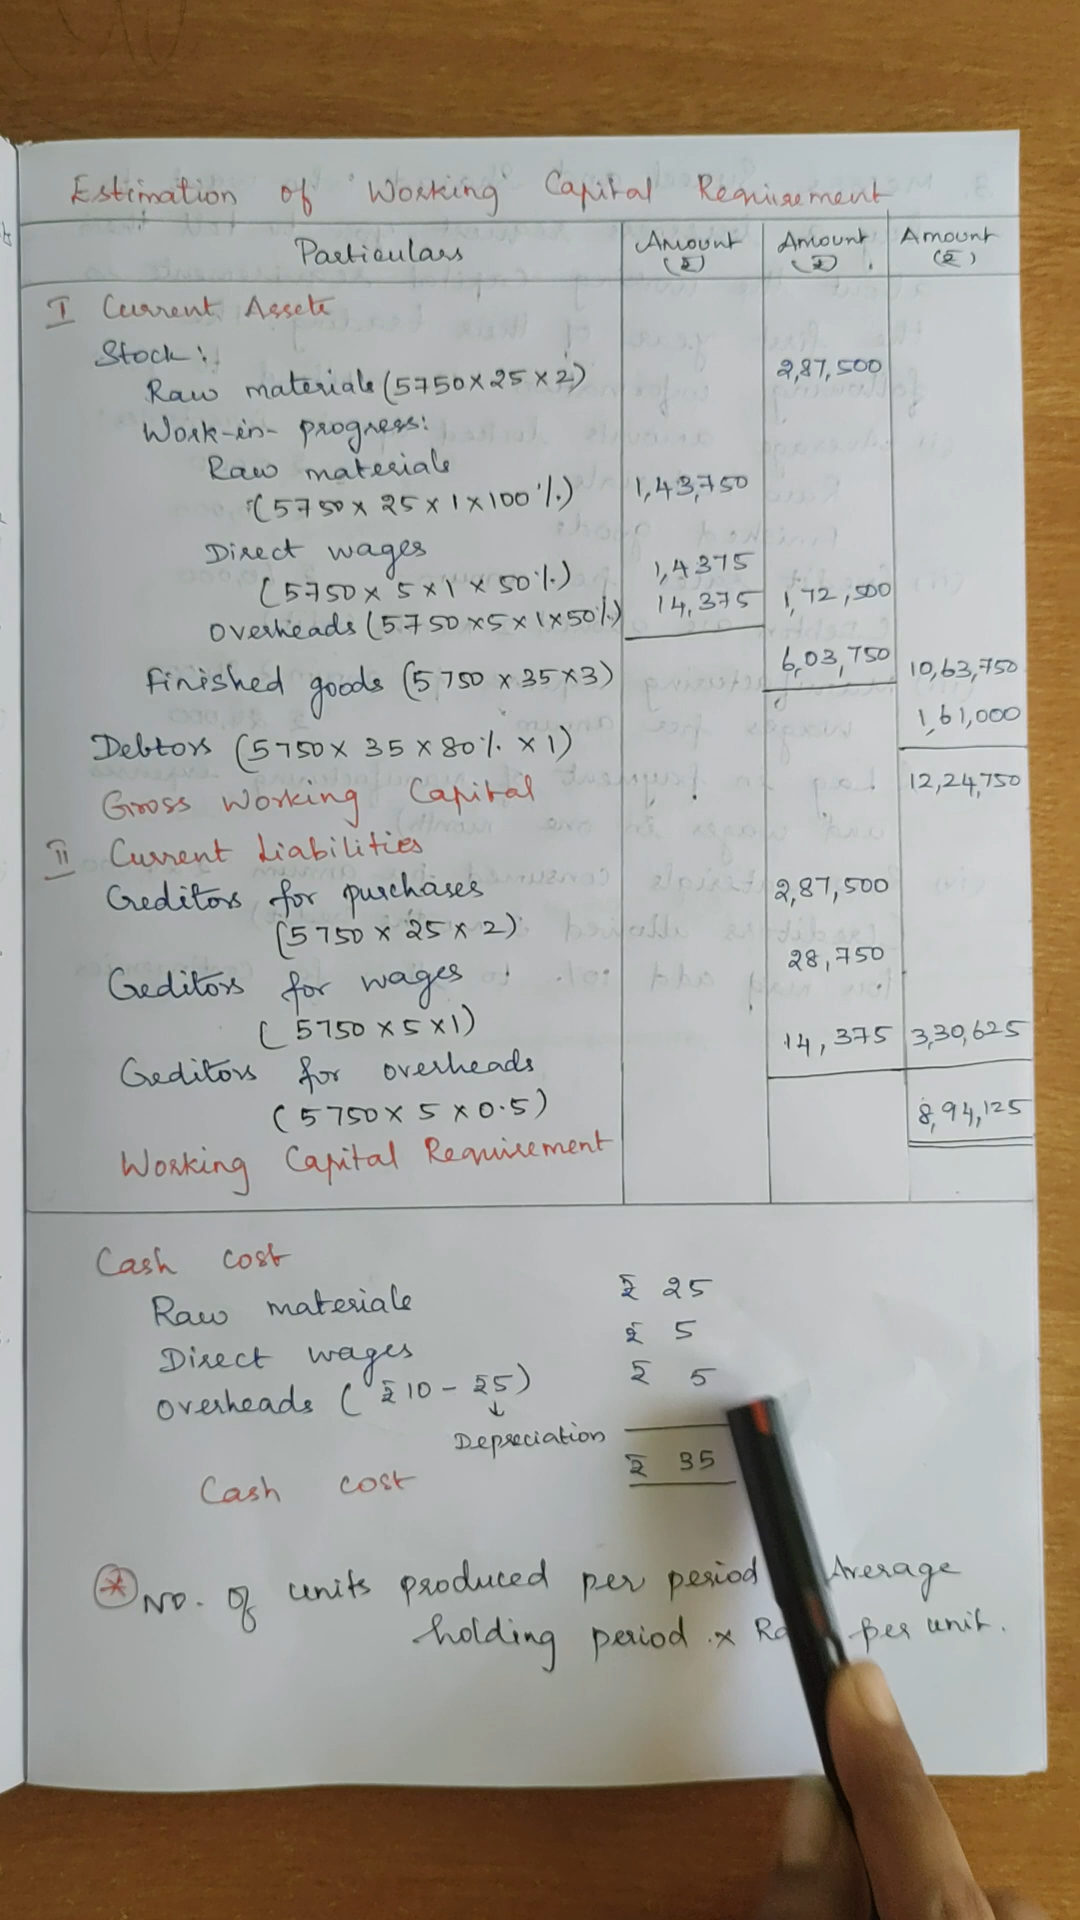 Estimation of Working Capital Requirement
Particulars Amount (₹) Amount (₹) Amount (₹)
I Current Assets
Stock:
Raw materials (5750 x 25 x 2) 2,87,500
Work-in-progress:
Raw materials
(5750 x 25 x 1 x 100%) 1,43,750
Direct wages
(5750 x 5 x 1 x 50%) 1,4375
Overheads (5750 x 5 x 1 x 50%) 14,375 1,72,500
Finished goods (5750 x 35 x 3) 6,03,750 10,63,750
Debtors (5750 x 35 x 80% x 1) 1,61,000
Gross Working Capital 12,24,750
II Current Liabilities
Creditors for purchases 2,87,500
(5750 x 25 x 2)
Creditors for wages 28,750
(5750 x 5 x 1)
Creditors for overheads 14,375 3,30,625
(5750 x 5 x 0.5)
Working Capital Requirement 8,94,125
Cash cost
Raw materials ₹ 25
Direct wages ₹ 5
Overheads (₹10 - ₹5) ₹ 5
Depreciation
Cash cost ₹ 35
* No. of units produced per period Average
holding period x per unit.